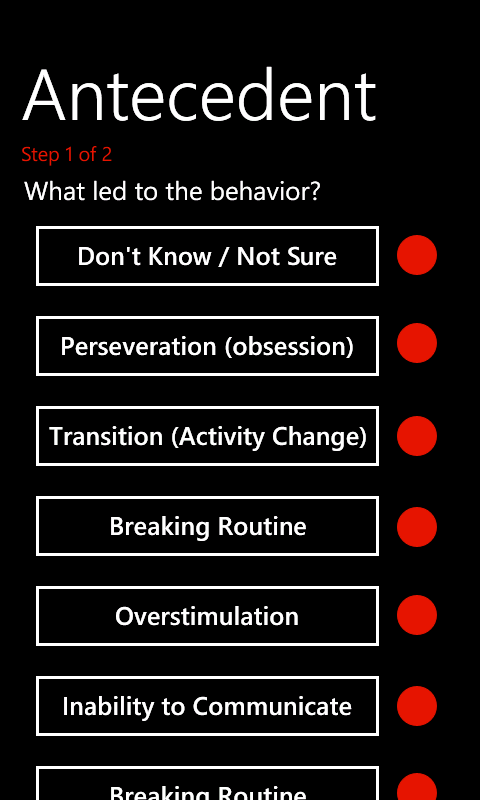 Antecedent
Step 1 of 2
What led to the behavior?
Don't Know / Not Sure
Perseveration (obsession)
Transition (Activity Change)
Breaking Routine
Overstimulation
Inability to Communicate
Breaking Routine